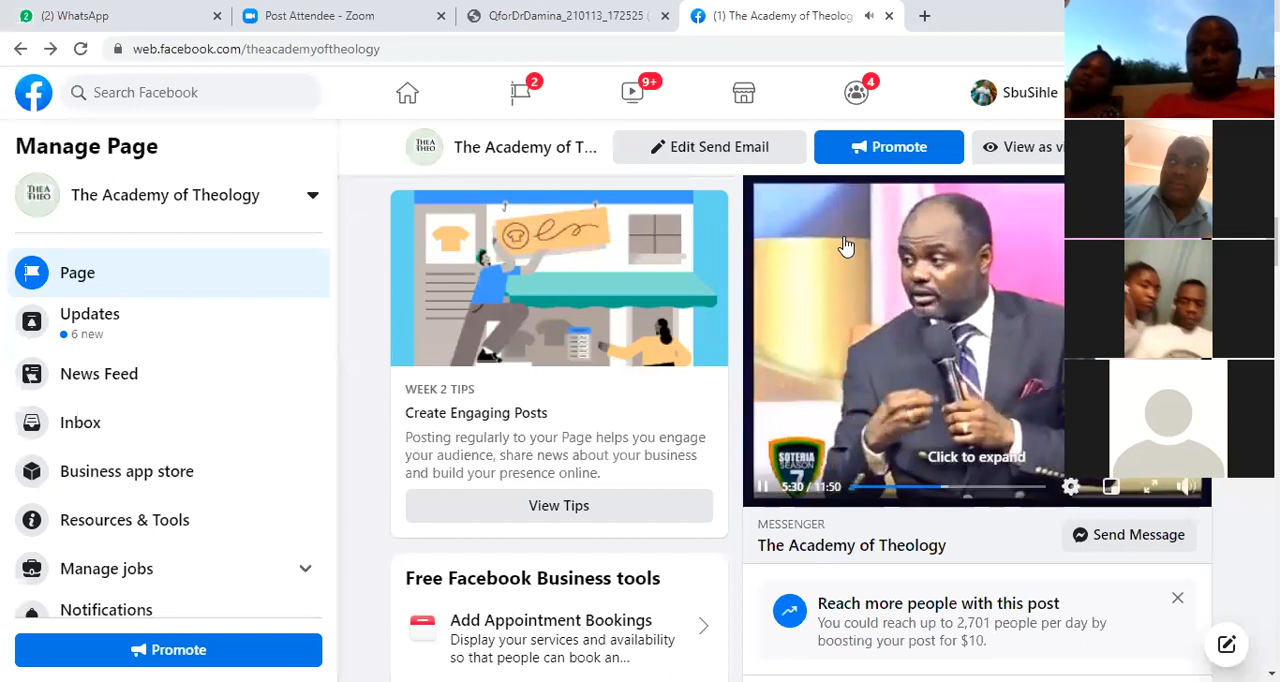 (2) WhatsApp
Post Attendee - Zoom
QforDrDamina_210113_172525 (
(1) The Academy of Theology
web.facebook.com/theacademyoftheology
Search Facebook
2
9+
4
SbuSihle
Manage Page
THEA
THEO
The Academy of Theology
THEA
THEO
The Academy of T...
Edit Send Email
Promote
View as vi
Page
Updates
6 new
News Feed
Inbox
Business app store
Resources & Tools
Manage jobs
Notifications
Promote
WEEK 2 TIPS
Create Engaging Posts
Posting regularly to your Page helps you engage
your audience, share news about your business
and build your presence online.
View Tips
Free Facebook Business tools
Add Appointment Bookings
Display your services and availability
so that people can book an...
SOTERIA
SEASON
7
Click to expand
5:30 / 11:50
MESSENGER
The Academy of Theology
Send Message
Reach more people with this post
You could reach up to 2,701 people per day by
boosting your post for $10.